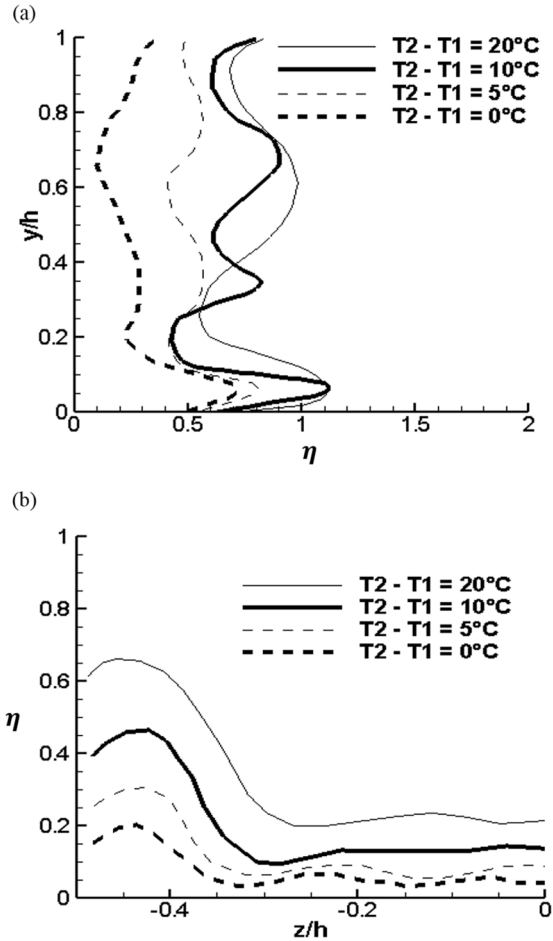 (a)
1
0.8
0.6
0.4
0.2
0
y/h
T2 - T1 = 20°C
T2 - T1 = 10°C
T2 - T1 = 5°C
T2 - T1 = 0°C
0 0.5 1 1.5 2
η
(b)
1
0.8
0.6
0.4
0.2
0
η
T2 - T1 = 20°C
T2 - T1 = 10°C
T2 - T1 = 5°C
T2 - T1 = 0°C
-0.4 -0.2 0
z/h